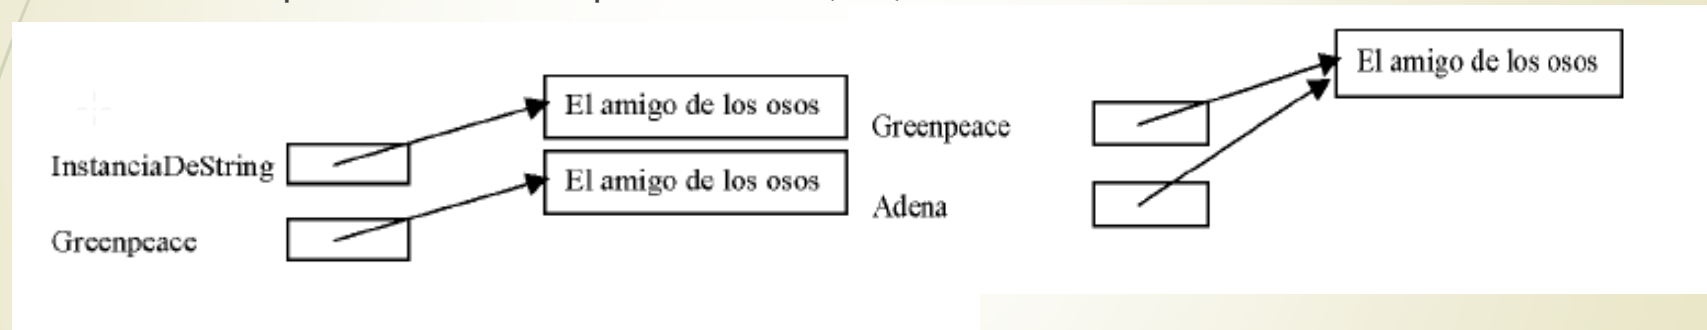 El amigo de los osos
El amigo de los osos
InstanciaDeString
El amigo de los osos
Greenpeace
Greenpeace
Adena